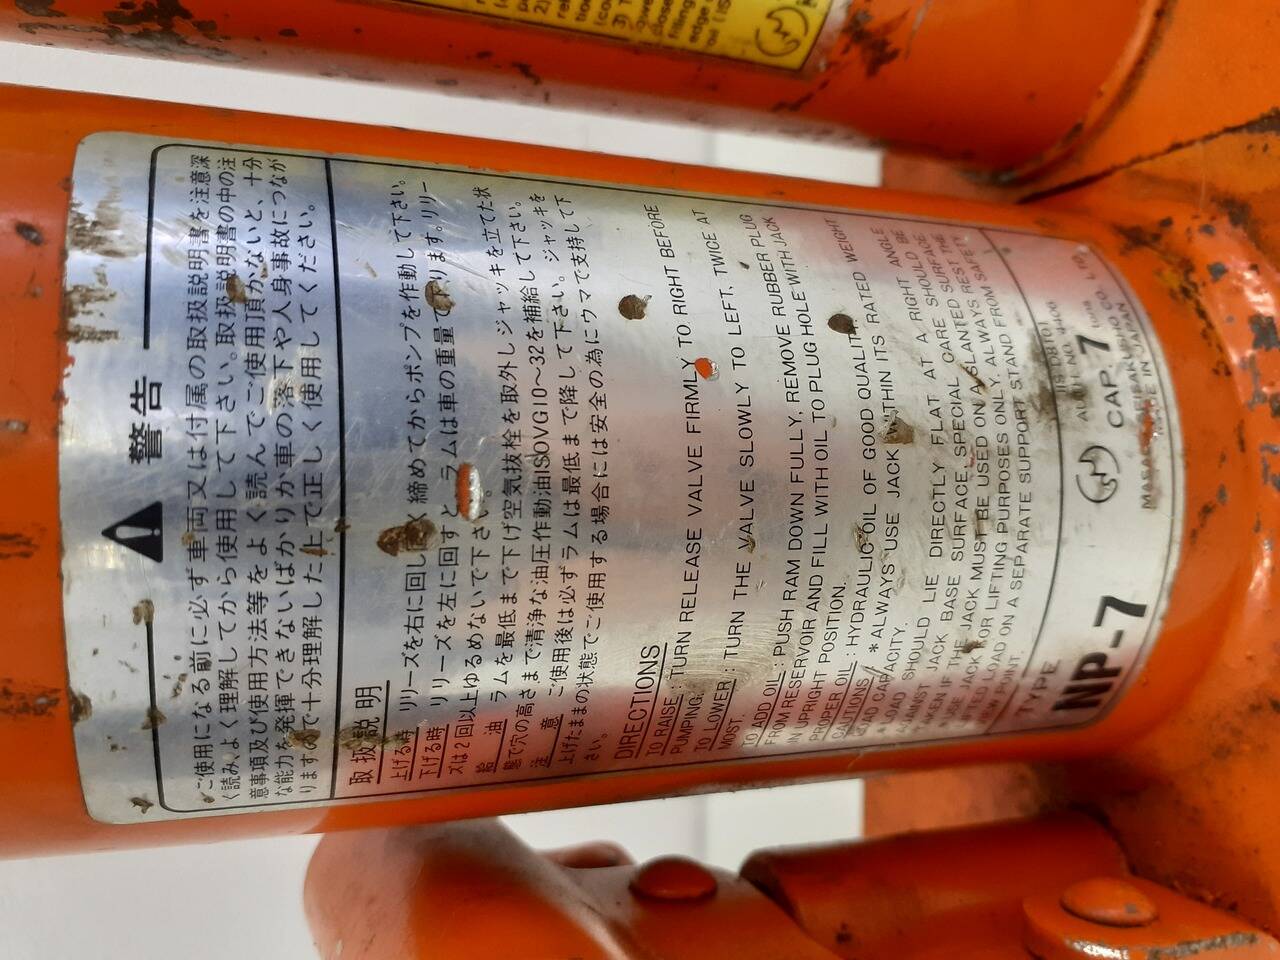 警告
ご使用になる前に必ず車両又は付属の取扱説明書を注意深
く読み、よく理解してから使用して下さい。取扱説明書の中の注
意事項及び使用方法等をよく読んでご使用頂かないと、十分
な能力を発揮できないばかりか車の落下や人身事故につなが
りますので十分理解した上で正しく使用してください。
取扱説明
上げる時 リリーズを右に回し 締めてからポンプを作動して下さい。
下げる時 リリーズを左に回すとラムは車の重量で下ります。リリー
ズは2回以上ゆるめないで下さい。
給油 ラムを最低まで下げ空気抜栓を取外しジャッキを立てた状
態で穴の高さまで清浄な油圧作動油ISOVG10〜32を補給して下さい。
注意 ご使用後は必ずラムは最低まで降して下さい。ジャッキを
上げたままの状態でご使用する場合には安全の為にウマで支持して下
さい。
DIRECTIONS
TO RAISE : TURN RELEASE VALVE FIRMLY TO RIGHT BEFORE
PUMPING.
TO LOWER : TURN THE VALVE SLOWLY TO LEFT, TWICE AT
MOST.
TO ADD OIL : PUSH RAM DOWN FULLY, REMOVE RUBBER PLUG
FROM RESERVOIR AND FILL WITH OIL TO PLUG HOLE WITH JACK
IN UPRIGHT POSITION.
PROPER OIL : HYDRAULIC OIL OF GOOD QUALITY.
CAUTIONS / * ALWAYS USE JACK WITHIN ITS RATED WEIGHT
LOAD CAPACITY.
A LOAD SHOULD LIE DIRECTLY FLAT AT A RIGHT ANGLE
AGAINST JACK BASE SURFACE, SPECIAL CARE SHOULD BE
TAKEN IF THE JACK MUST BE USED ON A SLANTED SURFACE.
USE JACK FOR LIFTING PURPOSES ONLY. ALWAYS REST THE
LIFTED LOAD ON A SEPARATE SUPPORT STAND FROM SAFETY
VIEW POINT.
TYPE
NP-7
CAP. 7 tons
CO., LTD.
MADE IN JAPAN